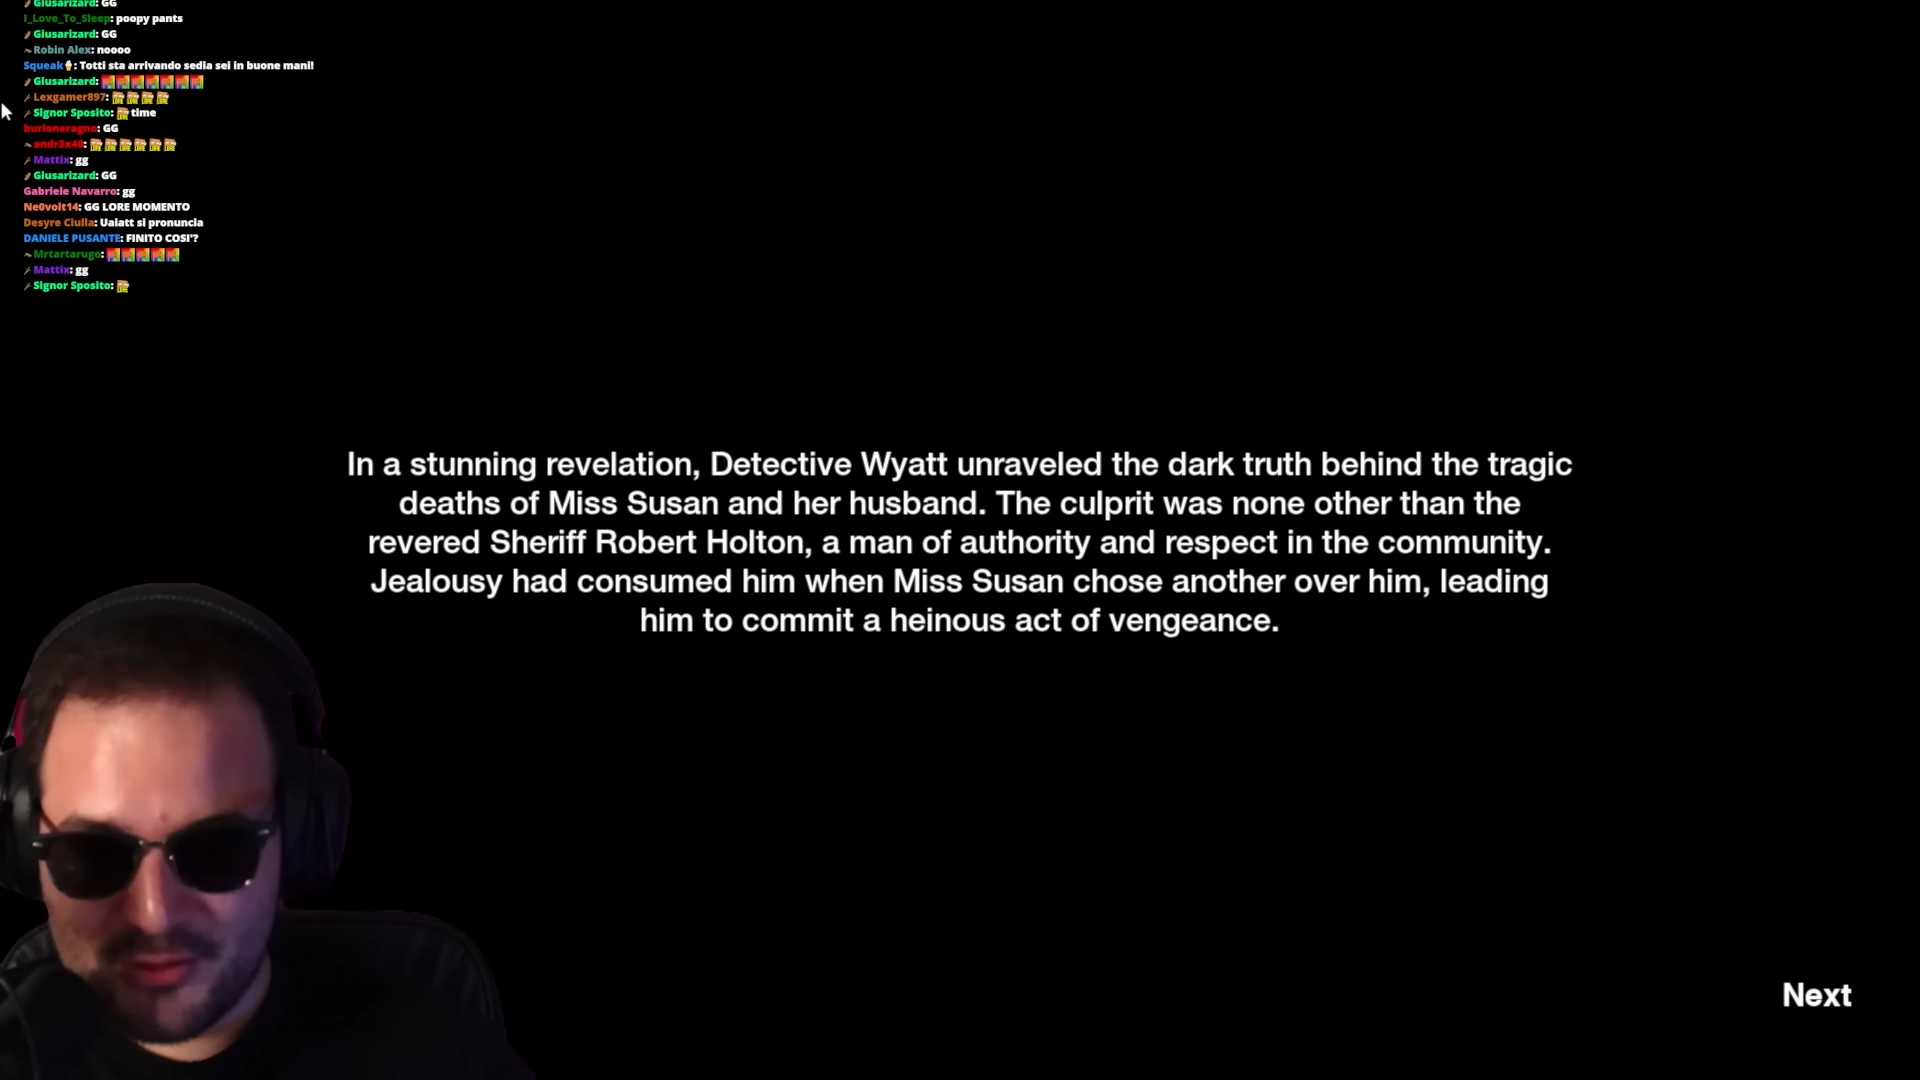 Giusarizard: GG
I_Love_To_Sleep: poopy pants
Giusarizard: GG
Robin Alex: noooo
Squeak: Totti sta arrivando sedia sei in buone mani!
Giusarizard:
Lexgamer897:
Signor Sposito: time
burloneragno: GG
andr3x40:
Mattix: gg
Giusarizard: GG
Gabriele Navarro: gg
Ne0volt14: GG LORE MOMENTO
Desyre Ciulla: Uaiatt si pronuncia
DANIELE PUSANTE: FINITO COSI'?
Mrtartarugo:
Mattix: gg
Signor Sposito:
In a stunning revelation, Detective Wyatt unraveled the dark truth behind the tragic
deaths of Miss Susan and her husband. The culprit was none other than the
revered Sheriff Robert Holton, a man of authority and respect in the community.
Jealousy had consumed him when Miss Susan chose another over him, leading
him to commit a heinous act of vengeance.
Next